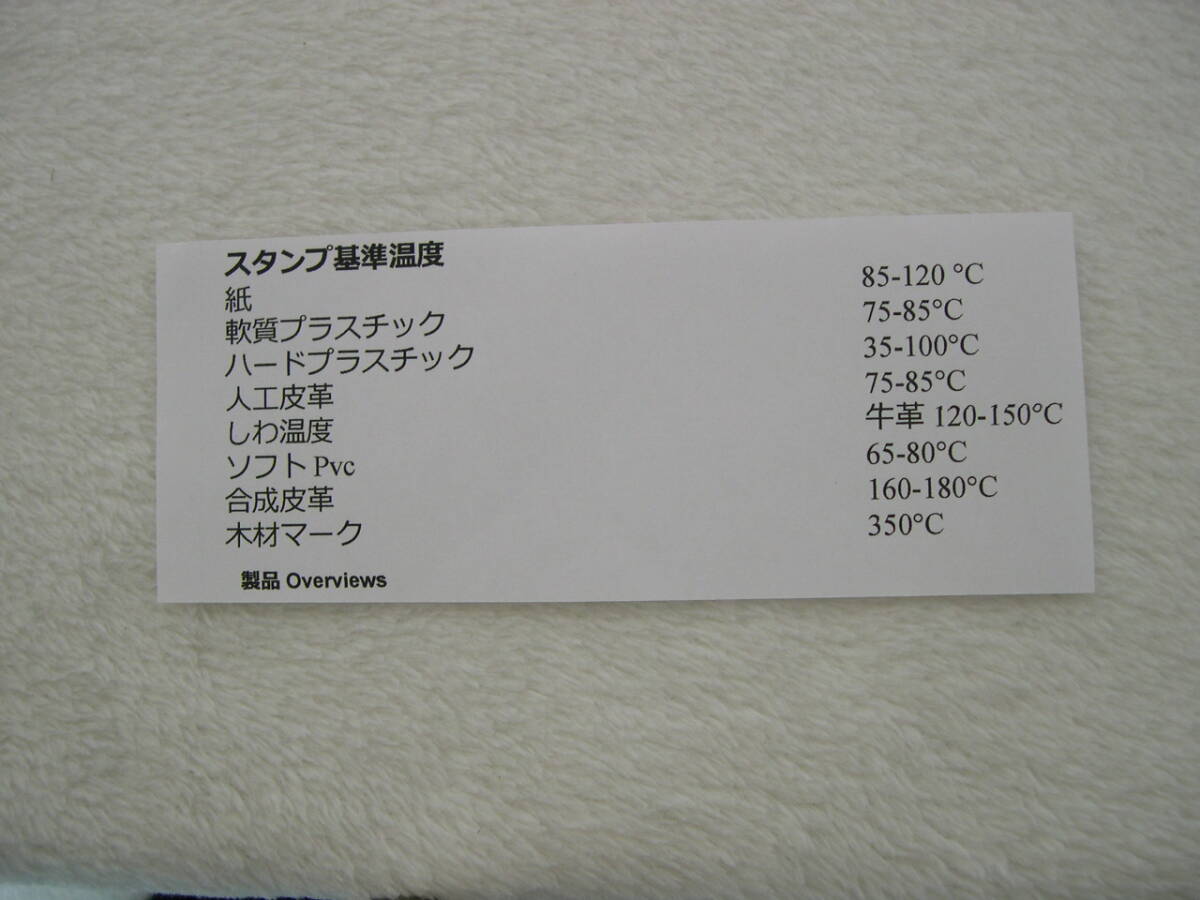 スタンプ基準温度
紙 85-120 °C
軟質プラスチック 75-85°C
ハードプラスチック 35-100°C
人工皮革 75-85°C
しわ温度 牛革 120-150°C
ソフト Pvc 65-80°C
合成皮革 160-180°C
木材マーク 350°C
製品 Overviews